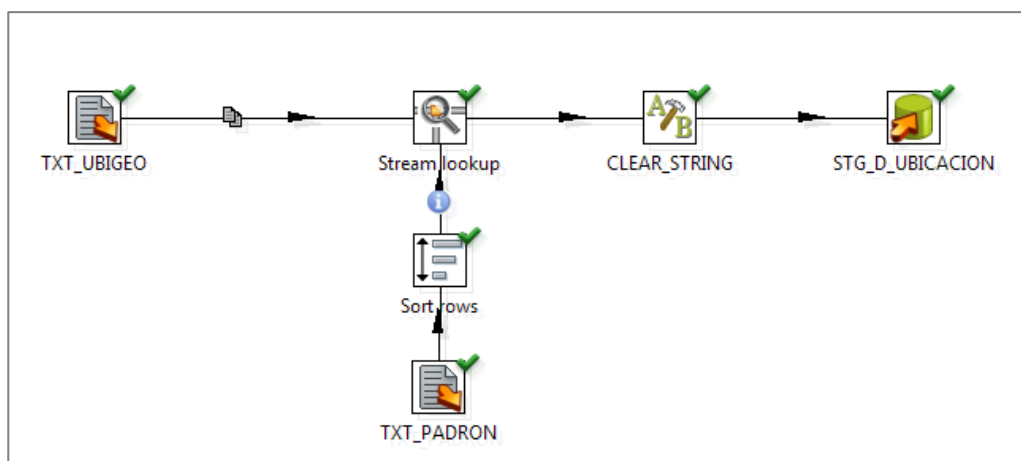 TXT_UBIGEO
Stream lookup
CLEAR_STRING
STG_D_UBICACION
Sort rows
TXT_PADRON